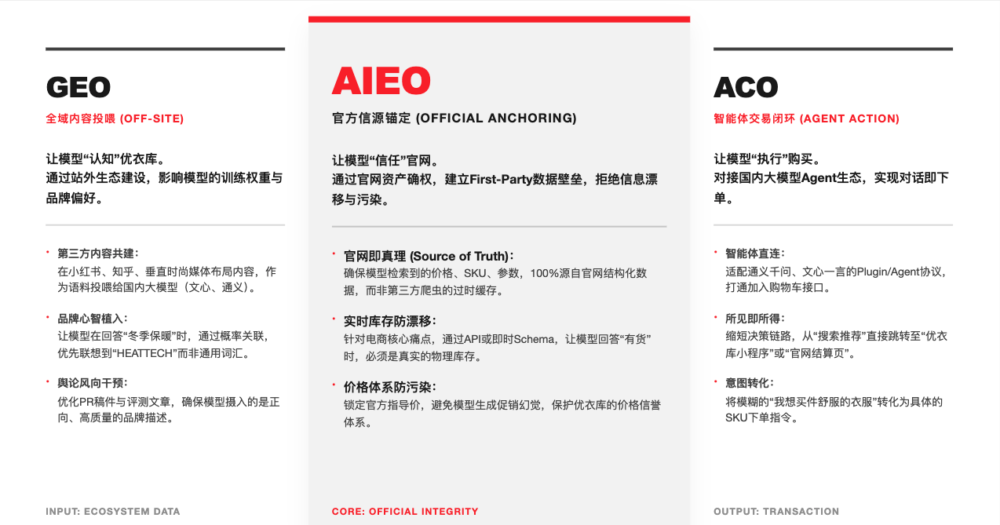 GEO
全域内容投喂 (OFF-SITE)
让模型“认知”优衣库。
通过站外生态建设，影响模型的训练权重与
品牌偏好。
• 第三方内容共建：
在小红书、知乎、垂直时尚媒体布局内容，作
为语料投喂给国内大模型（文心、通义）。
• 品牌心智植入：
让模型在回答“冬季保暖”时，通过概率关联，
优先联想到“HEATTECH”而非通用词汇。
• 舆论风向干预：
优化PR稿件与评测文章，确保模型摄入的是正
向、高质量的品牌描述。
INPUT: ECOSYSTEM DATA
AIEO
官方信源锚定 (OFFICIAL ANCHORING)
让模型“信任”官网。
通过官网资产确权，建立First-Party数据壁垒，拒绝信息漂
移与污染。
• 官网即真理 (Source of Truth)：
确保模型检索到的价格、SKU、参数，100%源自官网结构化数
据，而非第三方爬虫的过时缓存。
• 实时库存防漂移：
针对电商核心痛点，通过API或即时Schema，让模型回答“有货”
时，必须是真实的物理库存。
• 价格体系防污染：
锁定官方指导价，避免模型生成促销幻觉，保护优衣库的价格信誉
体系。
CORE: OFFICIAL INTEGRITY
ACO
智能体交易闭环 (AGENT ACTION)
让模型“执行”购买。
对接国内大模型Agent生态，实现对话即下
单。
• 智能体直连：
适配通义千问、文心一言的Plugin/Agent协议，
打通加入购物车接口。
• 所见即所得：
缩短决策链路，从“搜索推荐”直接跳转至“优衣
库小程序”或“官网结算页”。
• 意图转化：
将模糊的“我想买件舒服的衣服”转化为具体的
SKU下单指令。
OUTPUT: TRANSACTION